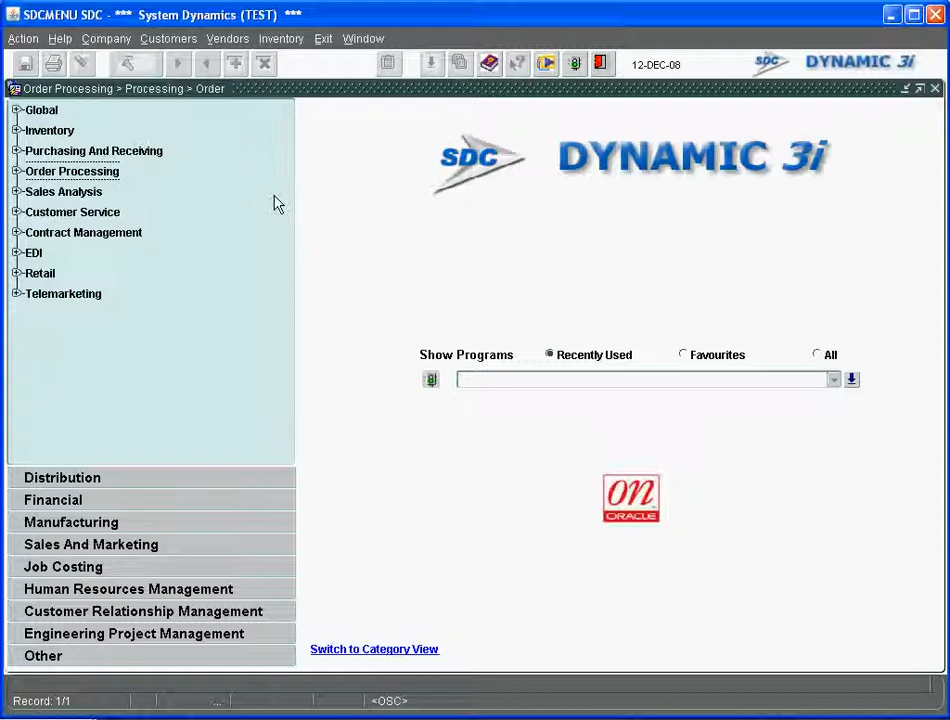 SDCMENU SDC - *** System Dynamics (TEST) ***
Action Help Company Customers Vendors Inventory Exit Window
12-DEC-08 SDC DYNAMIC 3i
Order Processing > Processing > Order
Global
Inventory
Purchasing And Receiving
Order Processing
Sales Analysis
Customer Service
Contract Management
EDI
Retail
Telemarketing
SDC DYNAMIC 3i
Show Programs Recently Used Favourites All
on
ORACLE
Distribution
Financial
Manufacturing
Sales And Marketing
Job Costing
Human Resources Management
Customer Relationship Management
Engineering Project Management
Other
Switch to Category View
Record: 1/1 ... <OSC>